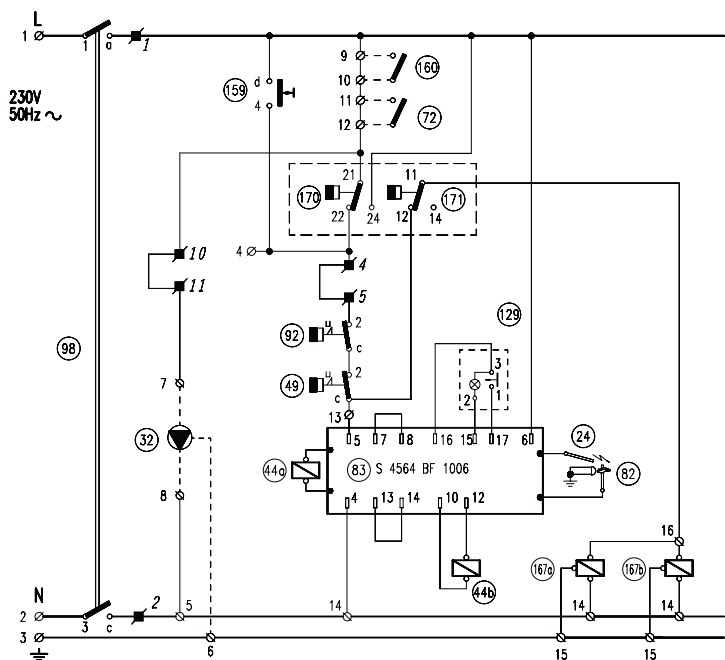 L
1
1 a 1
9
160
10
159
d
4
11
72
12
230V
50Hz ~
21
11
170
171
22 24 12 14
4
10
4
11
5
129
92
u
2
c
98
3
49
u
2
c
2 1
7
13
5 7 8 16 15 17 6
24
32
44a
83 S 4564 BF 1006
82
8
4 13 14 10 12
16
44b
167a
167b
N
2
3 c 2
5
14
14
14
3
6
15
15